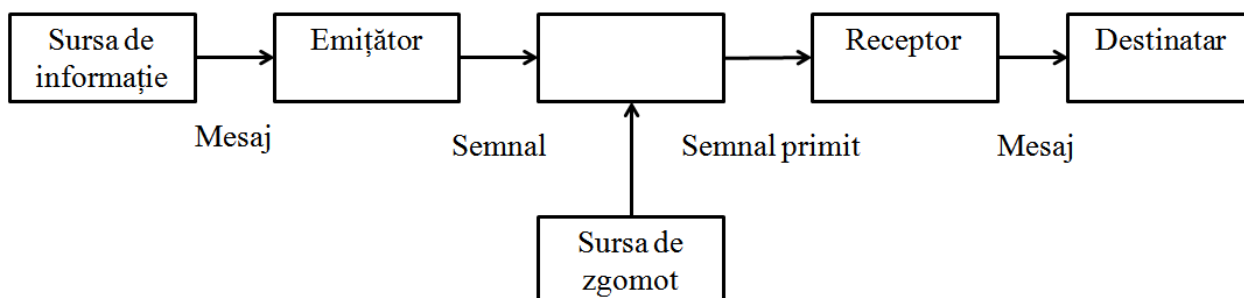 Sursa de
informație
Emițător
Receptor
Destinatar
Mesaj
Semnal
Semnal primit
Mesaj
Sursa de
zgomot